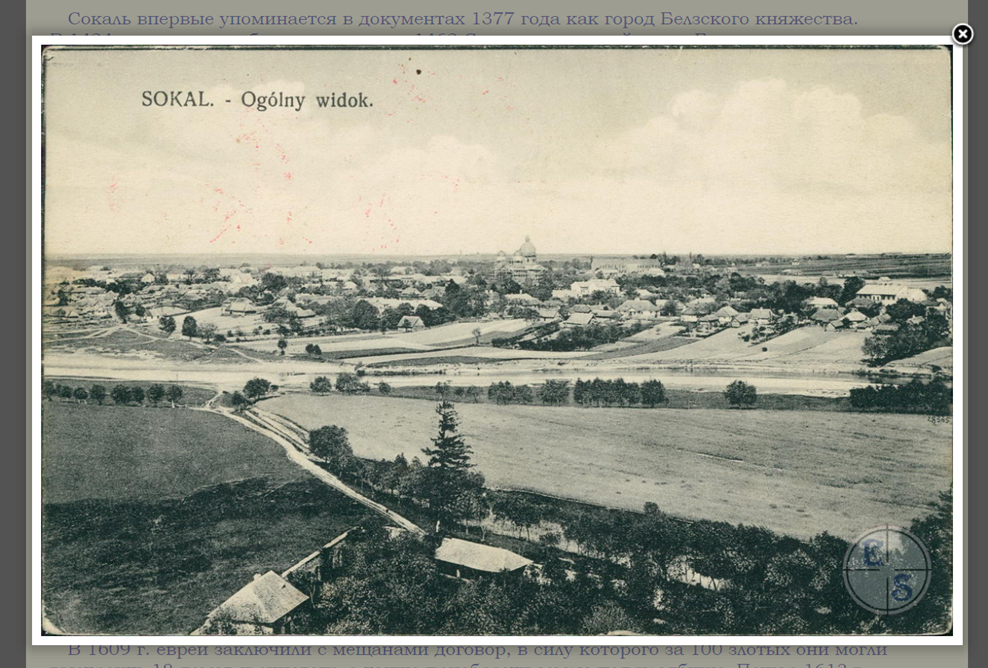 Сокаль впервые упоминается в документах 1377 года как город Белзского княжества.
SOKAL. - Ogólny widok.
E
S
В 1609 г. евреи заключили с мещанами договор, в силу которого за 100 злотых они могли